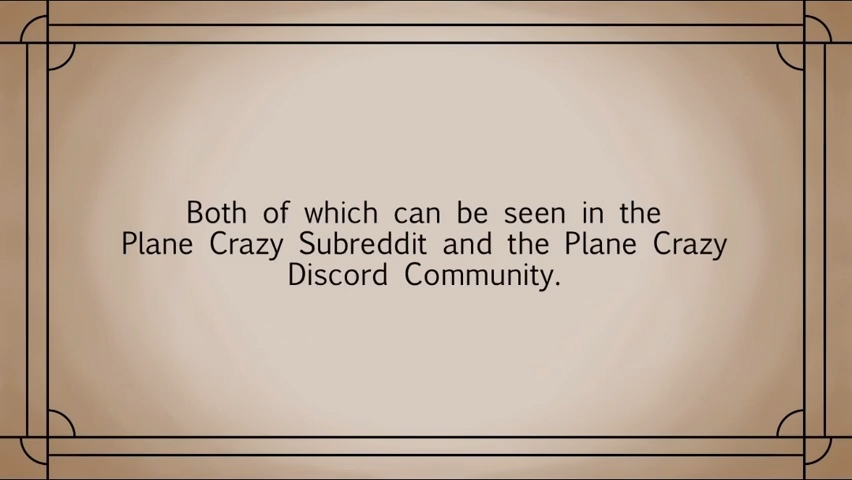 Both of which can be seen in the
Plane Crazy Subreddit and the Plane Crazy
Discord Community.